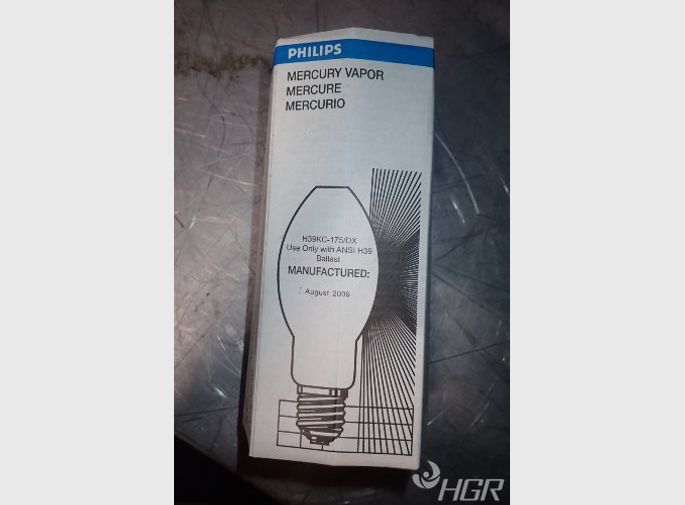 PHILIPS
MERCURY VAPOR
MERCURE
MERCURIO
H39KC-175/DX
Use Only with ANSI H39
Ballast
MANUFACTURED:
August 2009
HGR